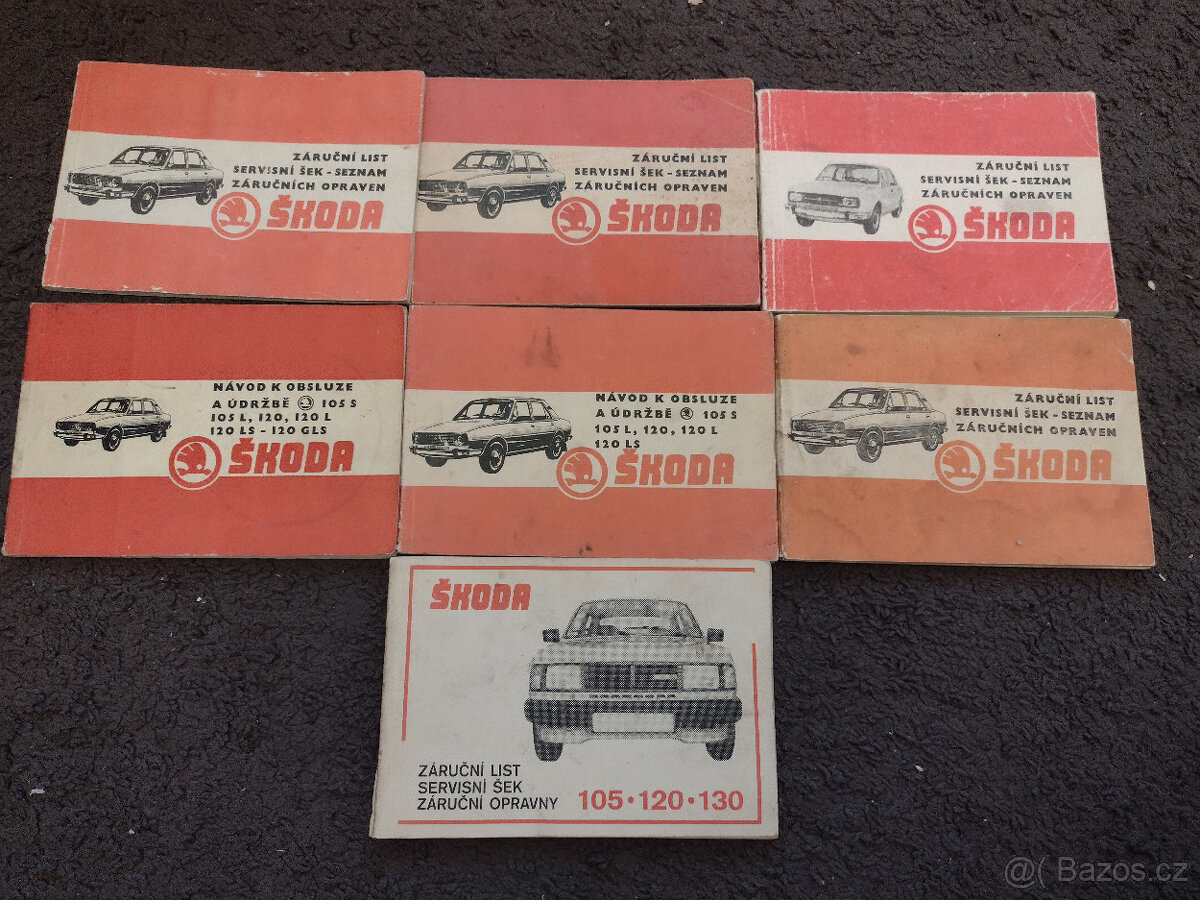 ZÁRUČNÍ LIST
SERVISNÍ ŠEK - SEZNAM
ZÁRUČNÍCH OPRAVEN
ŠKODA
ZÁRUČNÍ LIST
SERVISNÍ ŠEK - SEZNAM
ZÁRUČNÍCH OPRAVEN
ŠKODA
ZÁRUČNÍ LIST
SERVISNÍ ŠEK - SEZNAM
ZÁRUČNÍCH OPRAVEN
ŠKODA
NÁVOD K OBSLUZE
A ÚDRŽBĚ 105 S
105 L, 120, 120 L
120 LS - 120 GLS
ŠKODA
NÁVOD K OBSLUZE
A ÚDRŽBĚ 105 S
105 L, 120, 120 L
120 LS
ŠKODA
ZÁRUČNÍ LIST
SERVISNÍ ŠEK - SEZNAM
ZÁRUČNÍCH OPRAVEN
ŠKODA
ŠKODA
ZÁRUČNÍ LIST
SERVISNÍ ŠEK
ZÁRUČNÍ OPRAVNY 105 • 120 • 130
@( Bazos.cz